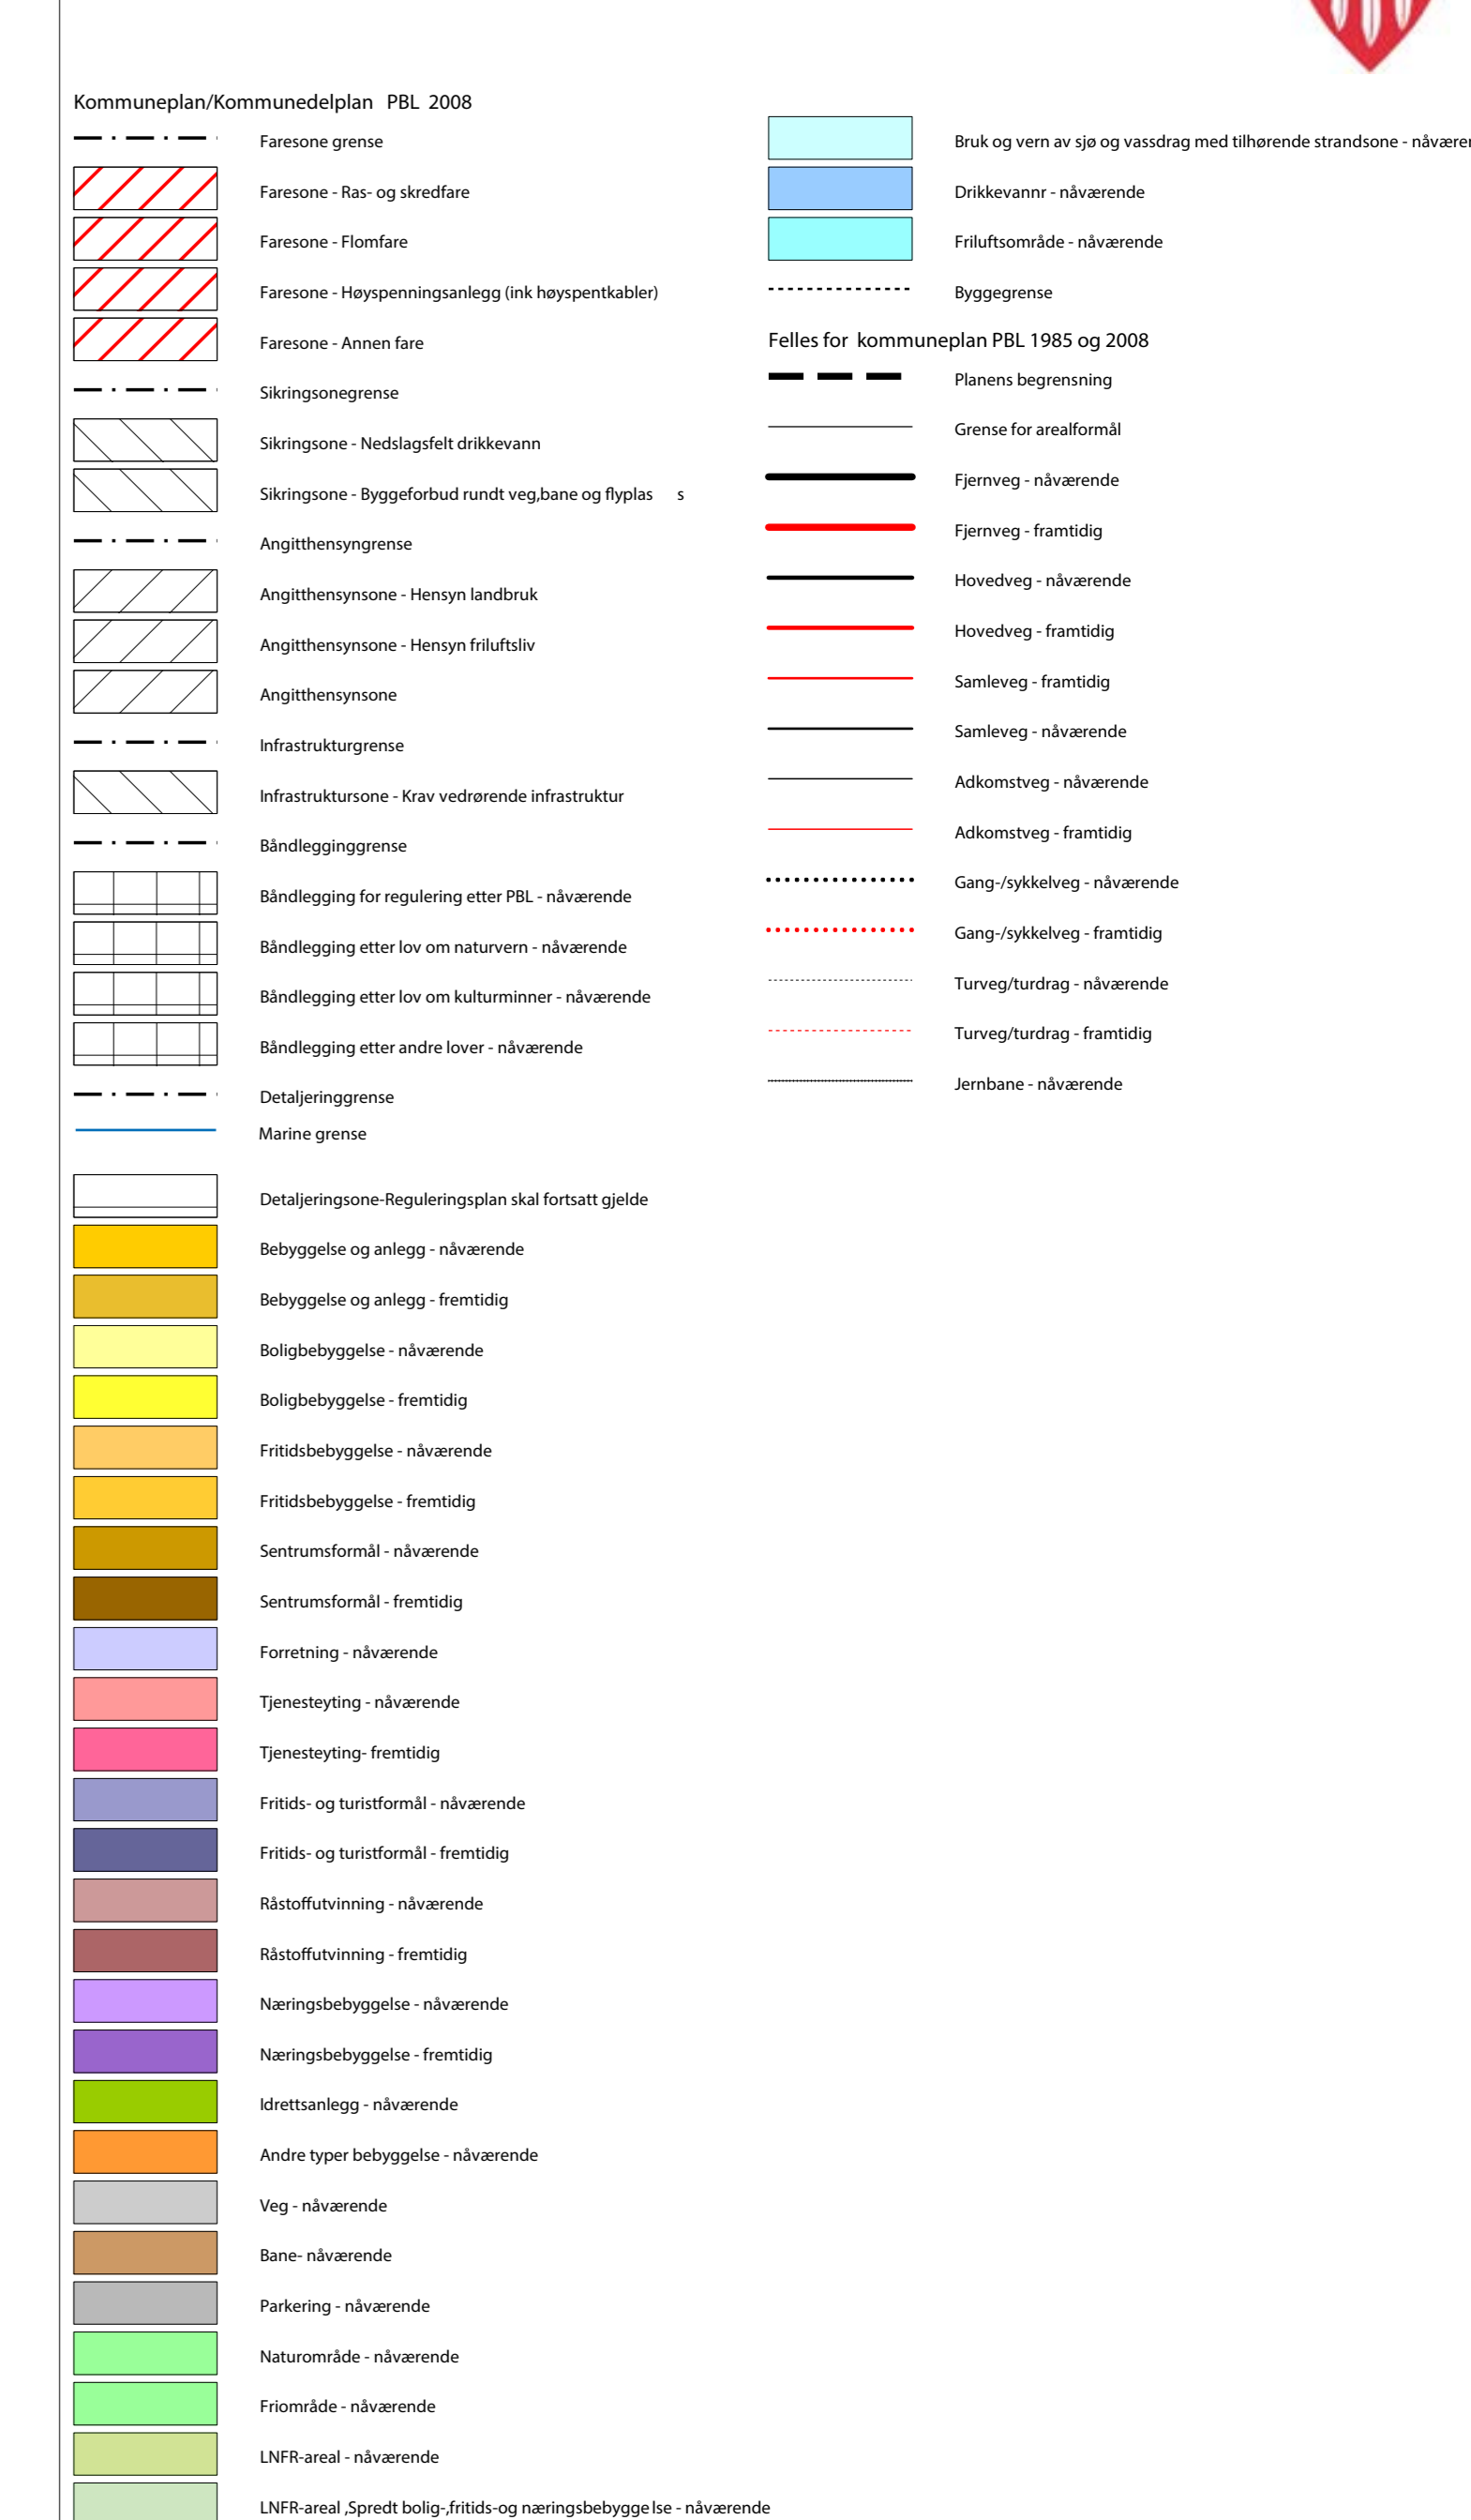 Kommuneplan/Kommunedelplan PBL 2008
Faresone grense
Faresone - Ras- og skredfare
Faresone - Flomfare
Faresone - Høyspenningsanlegg (ink høyspentkabler)
Faresone - Annen fare
Sikringsonegrense
Sikringsone - Nedslagsfelt drikkevann
Sikringsone - Byggeforbud rundt veg,bane og flyplas s
Angitthensyngrense
Angitthensynsone - Hensyn landbruk
Angitthensynsone - Hensyn friluftsliv
Angitthensynsone
Infrastrukturgrense
Infrastruktursone - Krav vedrørende infrastruktur
Båndlegginggrense
Båndlegging for regulering etter PBL - nåværende
Båndlegging etter lov om naturvern - nåværende
Båndlegging etter lov om kulturminner - nåværende
Båndlegging etter andre lover - nåværende
Detaljeringgrense
Marine grense
Detaljeringsone-Reguleringsplan skal fortsatt gjelde
Bebyggelse og anlegg - nåværende
Bebyggelse og anlegg - fremtidig
Boligbebyggelse - nåværende
Boligbebyggelse - fremtidig
Fritidsbebyggelse - nåværende
Fritidsbebyggelse - fremtidig
Sentrumsformål - nåværende
Sentrumsformål - fremtidig
Forretning - nåværende
Tjenesteyting - nåværende
Tjenesteyting- fremtidig
Fritids- og turistformål - nåværende
Fritids- og turistformål - fremtidig
Råstoffutvinning - nåværende
Råstoffutvinning - fremtidig
Næringsbebyggelse - nåværende
Næringsbebyggelse - fremtidig
Idrettsanlegg - nåværende
Andre typer bebyggelse - nåværende
Veg - nåværende
Bane- nåværende
Parkering - nåværende
Naturområde - nåværende
Friområde - nåværende
LNFR-areal - nåværende
LNFR-areal ,Spredt bolig-,fritids-og næringsbebygge lse - nåværende
Bruk og vern av sjø og vassdrag med tilhørende strandsone -
Drikkevannr - nåværende
Friluftsområde - nåværende
Byggegrense
Felles for kommuneplan PBL 1985 og 2008
Planens begrensning
Grense for arealformål
Fjernveg - nåværende
Fjernveg - framtidig
Hovedveg - nåværende
Hovedveg - framtidig
Samleveg - framtidig
Samleveg - nåværende
Adkomstveg - nåværende
Adkomstveg - framtidig
Gang-/sykkelveg - nåværende
Gang-/sykkelveg - framtidig
Turveg/turdrag - nåværende
Turveg/turdrag - framtidig
Jernbane - nåværende